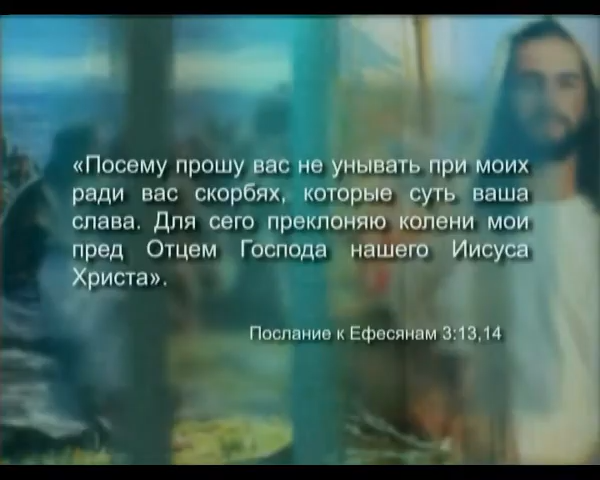 «Посему прошу вас не унывать при моих
ради вас скорбях, которые суть ваша
слава. Для сего преклоняю колени мои
пред Отцем Господа нашего Иисуса
Христа».
Послание к Ефесянам 3:13,14